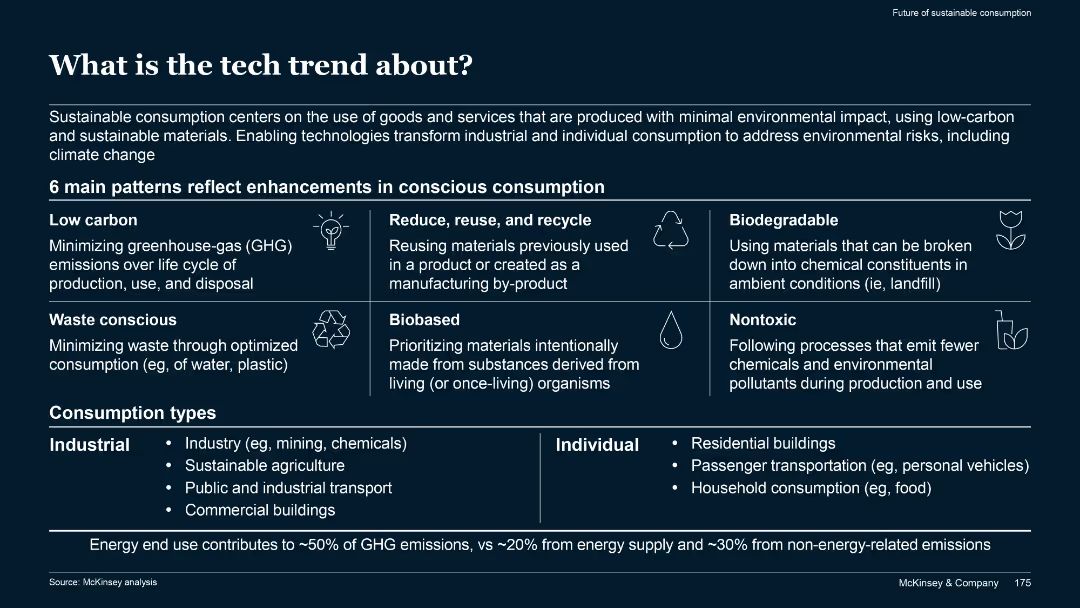 Future of sustainable consumption
What is the tech trend about?
Sustainable consumption centers on the use of goods and services that are produced with minimal environmental impact, using low-carbon
and sustainable materials. Enabling technologies transform industrial and individual consumption to address environmental risks, including
climate change
6 main patterns reflect enhancements in conscious consumption
Low carbon
Minimizing greenhouse-gas (GHG)
emissions over life cycle of
production, use, and disposal
Reduce, reuse, and recycle
Reusing materials previously used
in a product or created as a
manufacturing by-product
Biodegradable
Using materials that can be broken
down into chemical constituents in
ambient conditions (ie, landfill)
Waste conscious
Minimizing waste through optimized
consumption (eg, of water, plastic)
Biobased
Prioritizing materials intentionally
made from substances derived from
living (or once-living) organisms
Nontoxic
Following processes that emit fewer
chemicals and environmental
pollutants during production and use
Consumption types
Industrial
• Industry (eg, mining, chemicals)
• Sustainable agriculture
• Public and industrial transport
• Commercial buildings
Individual
• Residential buildings
• Passenger transportation (eg, personal vehicles)
• Household consumption (eg, food)
Energy end use contributes to ~50% of GHG emissions, vs ~20% from energy supply and ~30% from non-energy-related emissions
Source: McKinsey analysis
McKinsey & Company 175